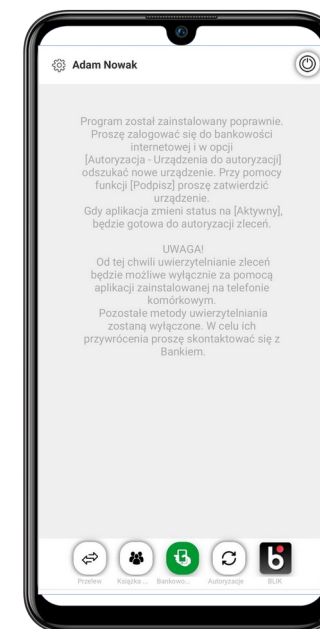 Adam Nowak
Program został zainstalowany poprawnie.
Proszę zalogować się do bankowości
internetowej i w opcji
[Autoryzacja - Urządzenia do autoryzacji]
odszukać nowe urządzenie. Przy pomocy
funkcji [Podpisz] proszę zatwierdzić
urządzenie.
Gdy aplikacja zmieni status na [Aktywny],
będzie gotowa do autoryzacji zleceń.
UWAGA!
Od tej chwili uwierzytelnianie zleceń
będzie możliwe wyłącznie za pomocą
aplikacji zainstalowanej na telefonie
komórkowym.
Pozostałe metody uwierzytelniania
zostaną wyłączone. W celu ich
przywrócenia proszę skontaktować się z
Bankiem.
Przelew Książka ... Bankowo... Autoryzacje BLIK